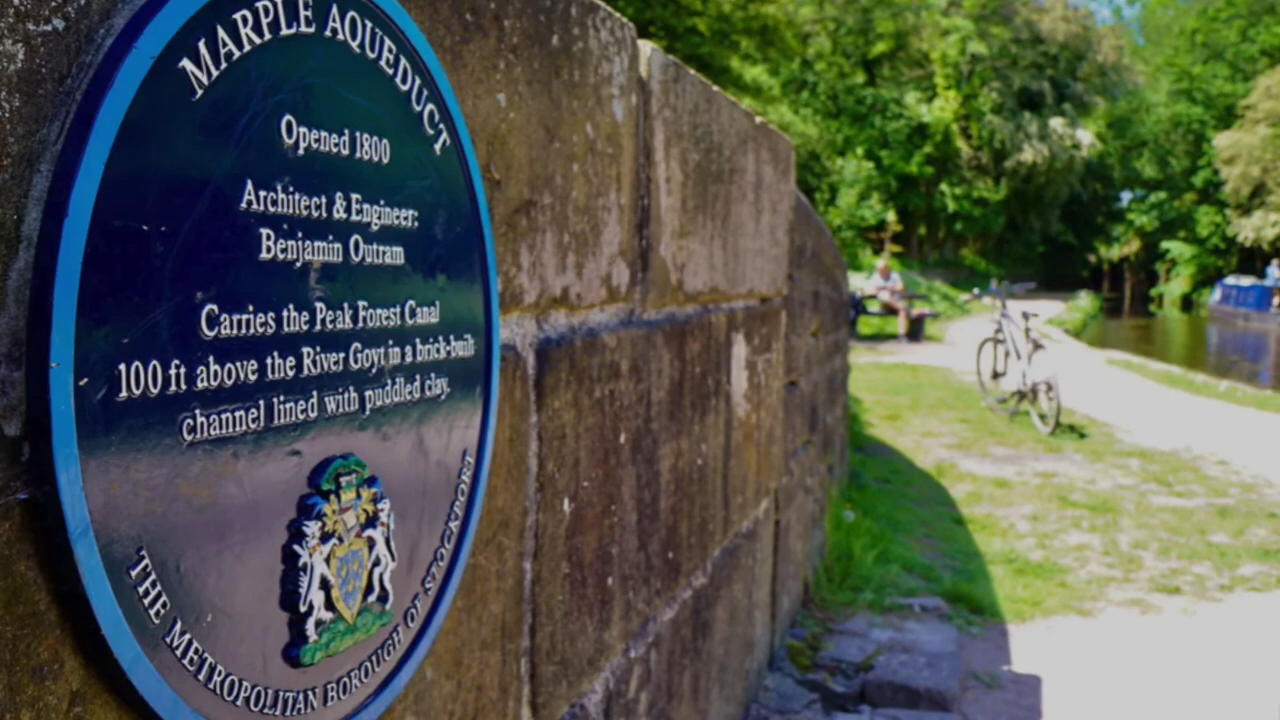 MARPLE AQUEDUCT
Opened 1800
Architect & Engineer:
Benjamin Outram
Carries the Peak Forest Canal
100 ft above the River Goyt in a brick-built
channel lined with puddled clay.
THE METROPOLITAN BOROUGH OF STOCKPORT